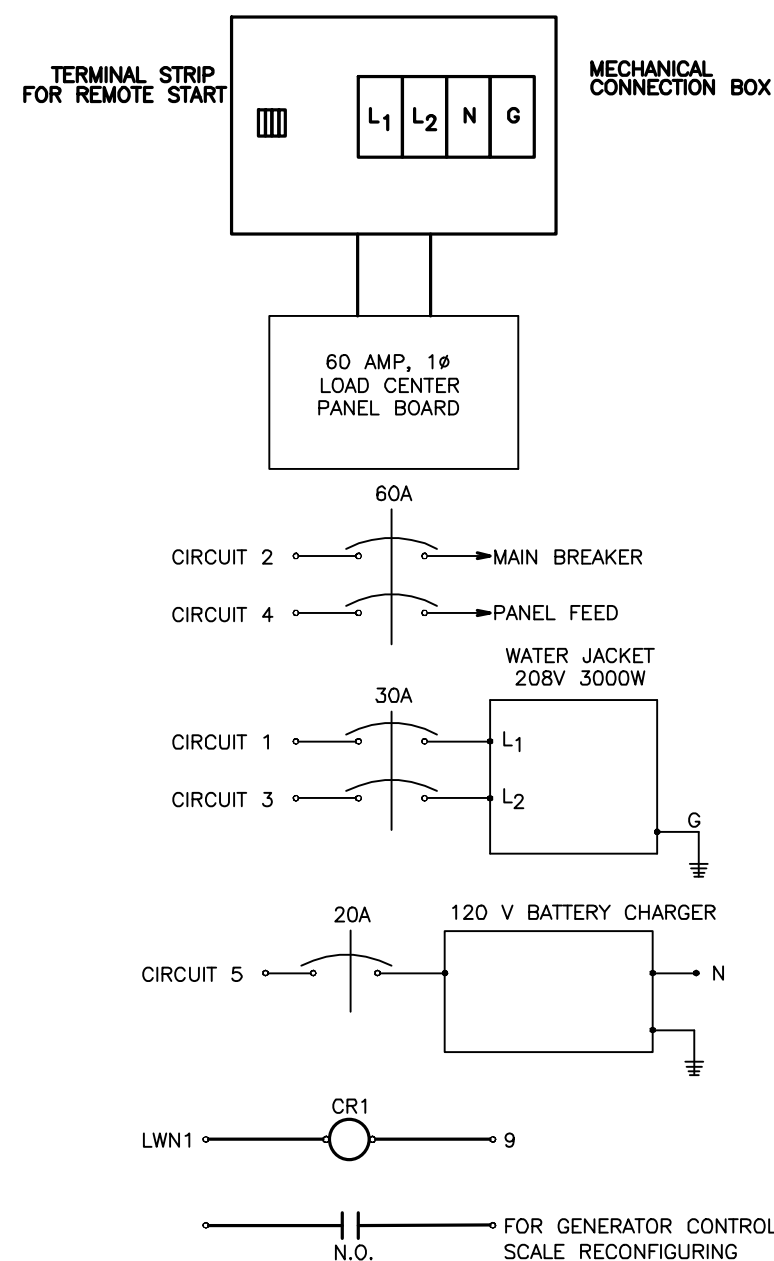 TERMINAL STRIP
FOR REMOTE START
MECHANICAL
CONNECTION BOX
L1 L2 N G
60 AMP, 1ø
LOAD CENTER
PANEL BOARD
60A
CIRCUIT 2 MAIN BREAKER
CIRCUIT 4 PANEL FEED
WATER JACKET
208V 3000W
30A
CIRCUIT 1 L1
CIRCUIT 3 L2
G
20A 120 V BATTERY CHARGER
CIRCUIT 5 N
CR1
LWN1 9
FOR GENERATOR CONTROL
N.O. SCALE RECONFIGURING